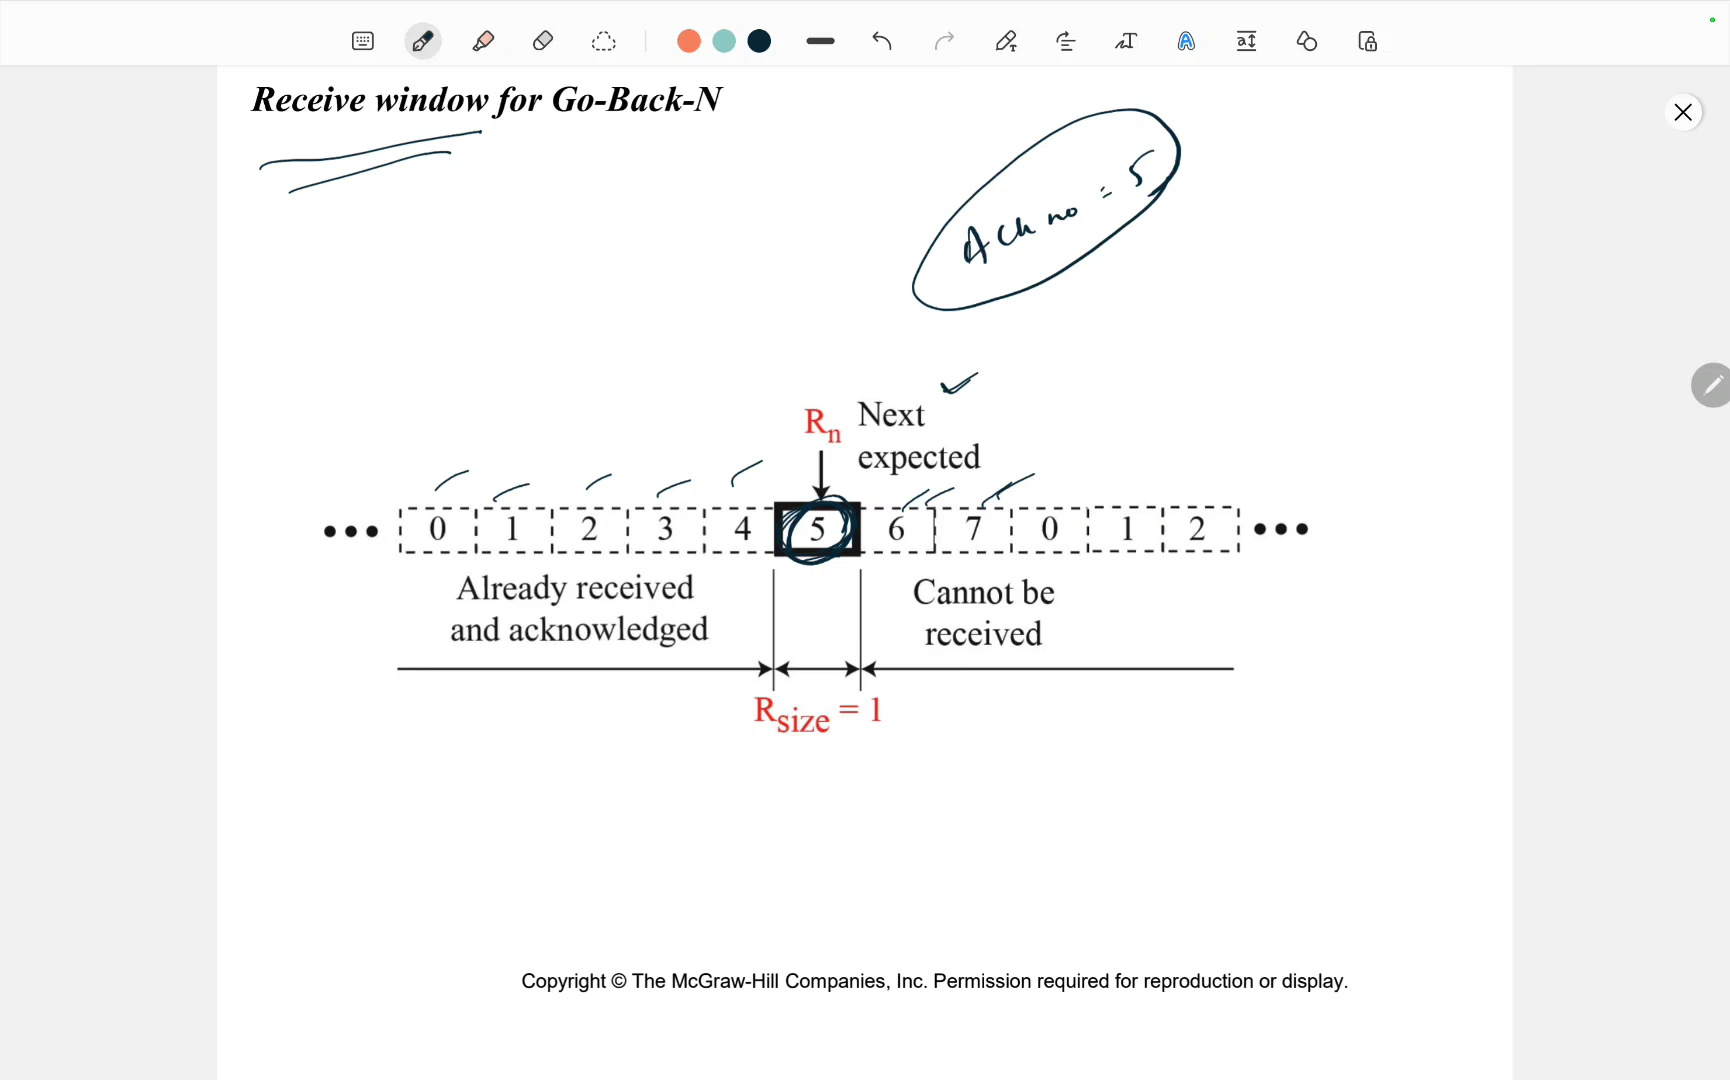 Receive window for Go-Back-N
Ack no = 5
Rn Next
expected
••• 0 1 2 3 4 5 6 7 0 1 2 •••
Already received
and acknowledged
Cannot be
received
Rsize = 1
Copyright © The McGraw-Hill Companies, Inc. Permission required for reproduction or display.